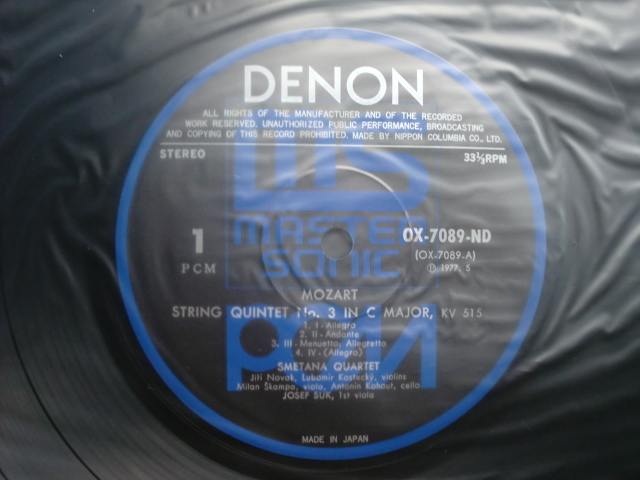 DENON
ALL RIGHTS OF THE MANUFACTURER AND OF THE RECORDED
WORK RESERVED. UNAUTHORIZED PUBLIC PERFORMANCE, BROADCASTING
AND COPYING OF THIS RECORD PROHIBITED. MADE BY NIPPON COLUMBIA CO., LTD.
STEREO 33⅓RPM
MS
MASTER
SONIC
1 OX-7089-ND
PCM (OX-7089-A)
Ⓟ 1977. 5
MOZART
STRING QUINTET No. 3 IN C MAJOR, KV 515
1. I - Allegro
2. II - Andante
3. III - Menuetto; Allegretto
4. IV - (Allegro)
PCM
SMETANA QUARTET
Jiří Novák, Lubomír Kostecký, violins
Milan Škampa, viola, Antonín Kohout, cello
JOSEF SUK, 1st viola
MADE IN JAPAN